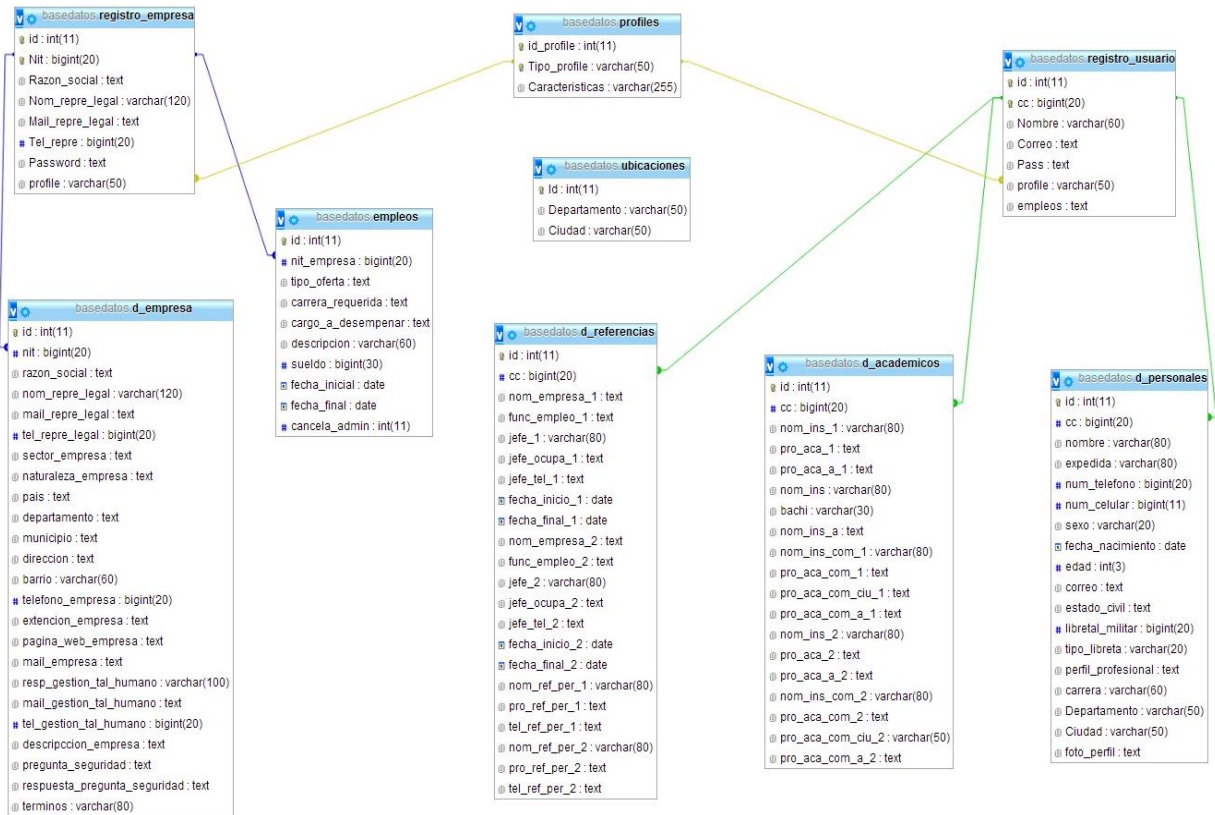 basedatos.registro_empresa
id : int(11)
Nit : bigint(20)
Razon_social : text
Nom_repre_legal : varchar(120)
Mail_repre_legal : text
Tel_repre : bigint(20)
Password : text
profile : varchar(50)
basedatos.profiles
id_profile : int(11)
Tipo_profile : varchar(50)
Caracteristicas : varchar(255)
basedatos.registro_usuario
id : int(11)
cc : bigint(20)
Nombre : varchar(60)
Correo : text
Pass : text
profile : varchar(50)
empleos : text
basedatos.ubicaciones
Id : int(11)
Departamento : varchar(50)
Ciudad : varchar(50)
basedatos.empleos
id : int(11)
nit_empresa : bigint(20)
tipo_oferta : text
carrera_requerida : text
cargo_a_desempenar : text
descripcion : varchar(60)
sueldo : bigint(30)
fecha_inicial : date
fecha_final : date
cancela_admin : int(11)
basedatos.d_empresa
id : int(11)
nit : bigint(20)
razon_social : text
nom_repre_legal : varchar(120)
mail_repre_legal : text
tel_repre_legal : bigint(20)
sector_empresa : text
naturaleza_empresa : text
pais : text
departamento : text
municipio : text
direccion : text
barrio : varchar(60)
telefono_empresa : bigint(20)
extencion_empresa : text
pagina_web_empresa : text
mail_empresa : text
resp_gestion_tal_humano : varchar(100)
mail_gestion_tal_humano : text
tel_gestion_tal_humano : bigint(20)
descripccion_empresa : text
pregunta_seguridad : text
respuesta_pregunta_seguridad : text
terminos : varchar(80)
basedatos.d_referencias
id : int(11)
cc : bigint(20)
nom_empresa_1 : text
func_empleo_1 : text
jefe_1 : varchar(80)
jefe_ocupa_1 : text
jefe_tel_1 : text
fecha_inicio_1 : date
fecha_final_1 : date
nom_empresa_2 : text
func_empleo_2 : text
jefe_2 : varchar(80)
jefe_ocupa_2 : text
jefe_tel_2 : text
fecha_inicio_2 : date
fecha_final_2 : date
nom_ref_per_1 : varchar(80)
pro_ref_per_1 : text
tel_ref_per_1 : text
nom_ref_per_2 : varchar(80)
pro_ref_per_2 : text
tel_ref_per_2 : text
basedatos.d_academicos
id : int(11)
cc : bigint(20)
nom_ins_1 : varchar(80)
pro_aca_1 : text
pro_aca_a_1 : text
nom_ins : varchar(80)
bachi : varchar(30)
nom_ins_a : text
nom_ins_com_1 : varchar(80)
pro_aca_com_1 : text
pro_aca_com_ciu_1 : text
pro_aca_com_a_1 : text
nom_ins_2 : varchar(80)
pro_aca_2 : text
pro_aca_a_2 : text
nom_ins_com_2 : varchar(80)
pro_aca_com_2 : text
pro_aca_com_ciu_2 : varchar(50)
pro_aca_com_a_2 : text
basedatos.d_personales
id : int(11)
cc : bigint(20)
nombre : varchar(80)
expedida : varchar(80)
num_telefono : bigint(20)
num_celular : bigint(11)
sexo : varchar(20)
fecha_nacimiento : date
edad : int(3)
correo : text
estado_civil : text
libretal_militar : bigint(20)
tipo_libreta : varchar(20)
perfil_profesional : text
carrera : varchar(60)
Departamento : varchar(50)
Ciudad : varchar(50)
foto_perfil : text